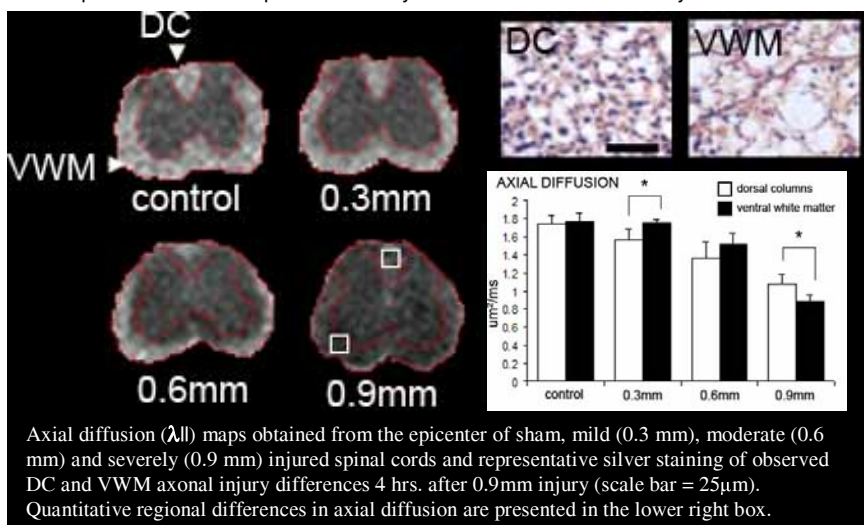 DC
VWM
control
0.3mm
0.6mm
0.9mm
DC
VWM
AXIAL DIFFUSION
*
dorsal columns
ventral white matter
*
um²/ms
2
1.8
1.6
1.4
1.2
1
0.8
0.6
0.4
0.2
0
control
0.3mm
0.6mm
0.9mm
Axial diffusion (λ||) maps obtained from the epicenter of sham, mild (0.3 mm), moderate (0.6
mm) and severely (0.9 mm) injured spinal cords and representative silver staining of observed
DC and VWM axonal injury differences 4 hrs. after 0.9mm injury (scale bar = 25μm).
Quantitative regional differences in axial diffusion are presented in the lower right box.